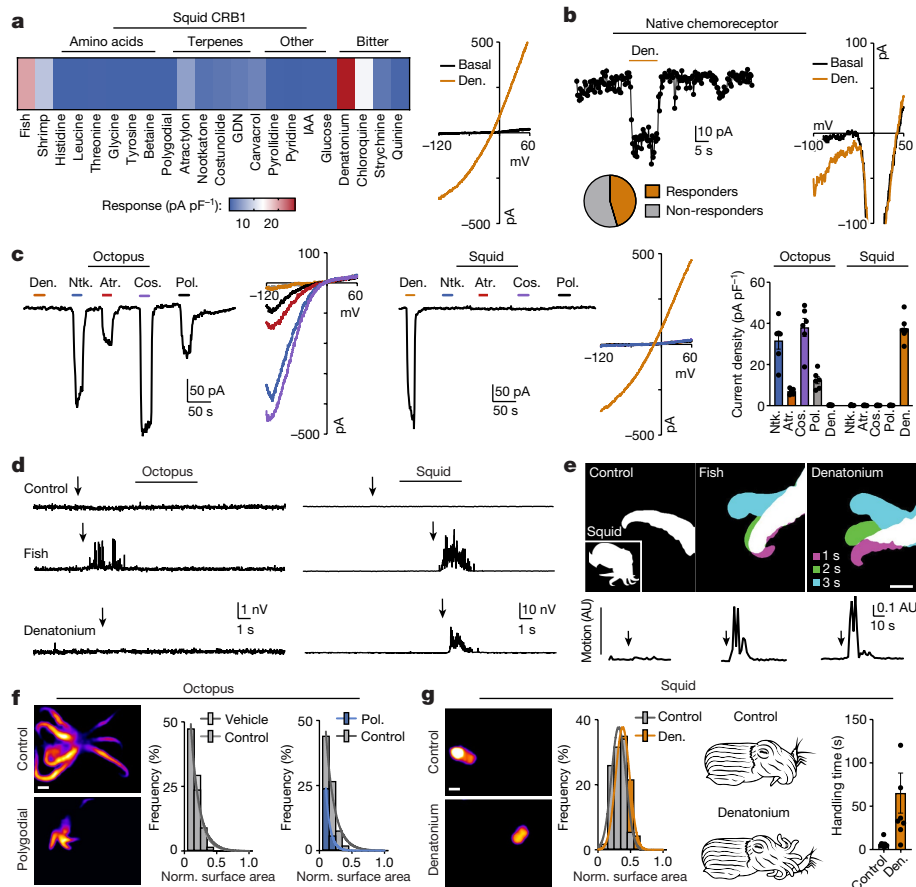 a
Squid CRB1
Amino acids
Terpenes
Other
Bitter
Fish
Shrimp
Histidine
Leucine
Threonine
Glycine
Tyrosine
Betaine
Polygodial
Atractylon
Nootkatone
Costunolide
GDN
Carvacrol
Pyrollidine
Pyridine
IAA
Glucose
Denatonium
Chloroquine
Strychnine
Quinine
Response (pA pF⁻¹):
10 20
500
Basal
Den.
−120
60
mV
−500
pA
b
Native chemoreceptor
Den.
10 pA
5 s
Responders
Non-responders
100
pA
Basal
Den.
mV
−100
50
−100
c
Octopus
Den. Ntk. Atr. Cos. Pol.
50 pA
50 s
100
−120
60
mV
−500
pA
Squid
Den. Ntk. Atr. Cos. Pol.
50 pA
50 s
500
−120
60
mV
−500
pA
Octopus Squid
Current density (pA pF⁻¹)
60
40
20
0
Ntk.
Atr.
Cos.
Pol.
Den.
Ntk.
Atr.
Cos.
Pol.
Den.
d
Octopus
Squid
Control
Fish
Denatonium
1 nV
1 s
10 nV
1 s
e
Control
Fish
Denatonium
Squid
1 s
2 s
3 s
Motion (AU)
0.1 AU
10 s
f
Octopus
Control
Polygodial
Frequency (%)
50
25
0
Vehicle
Control
0 0.5 1.0
Norm. surface area
Frequency (%)
50
25
0
Pol.
Control
0 0.5 1.0
Norm. surface area
g
Squid
Control
Denatonium
Frequency (%)
40
20
0
Control
Den.
0 0.5 1.0
Norm. surface area
Control
Denatonium
Handling time (s)
150
100
50
0
Control
Den.